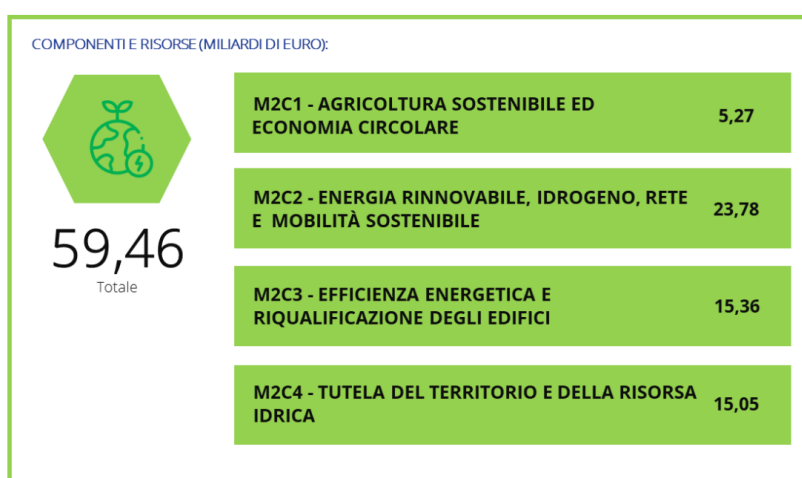 COMPONENTI E RISORSE (MILIARDI DI EURO):
59,46
Totale
M2C1 - AGRICOLTURA SOSTENIBILE ED
ECONOMIA CIRCOLARE
5,27
M2C2 - ENERGIA RINNOVABILE, IDROGENO, RETE
E MOBILITÀ SOSTENIBILE
23,78
M2C3 - EFFICIENZA ENERGETICA E
RIQUALIFICAZIONE DEGLI EDIFICI
15,36
M2C4 - TUTELA DEL TERRITORIO E DELLA RISORSA
IDRICA
15,05